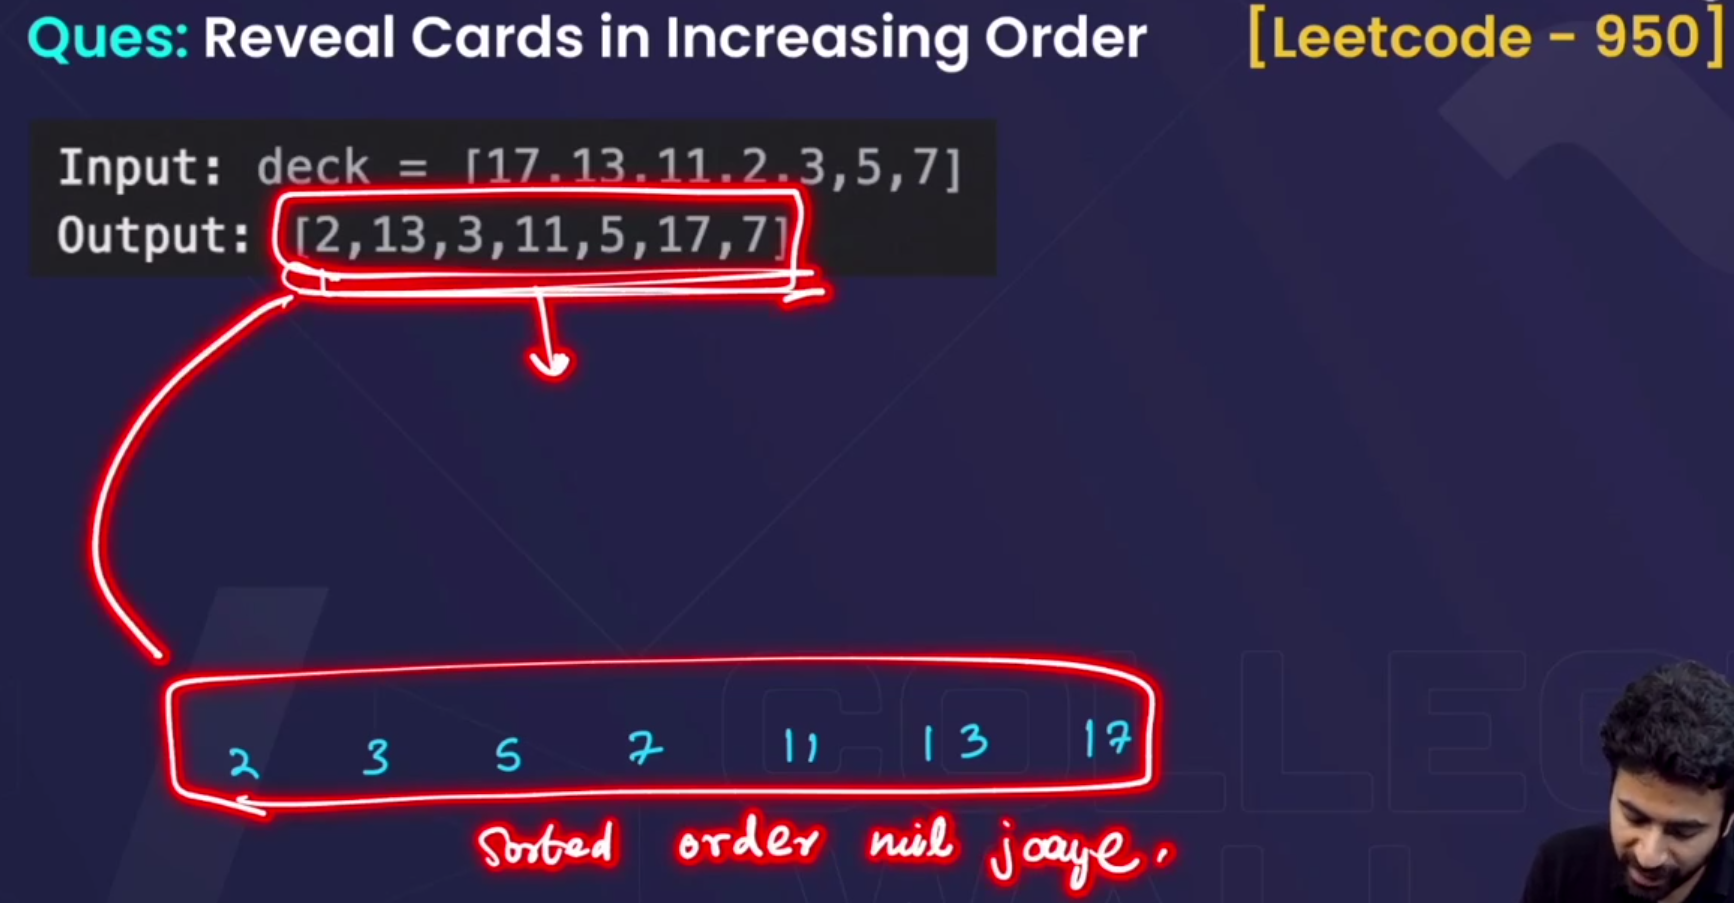 Ques: Reveal Cards in Increasing Order [Leetcode - 950]
Input: deck = [17,13,11,2,3,5,7]
Output: [2,13,3,11,5,17,7]
2 3 5 7 11 13 17
Sorted order mil jaaye.
COLLEG